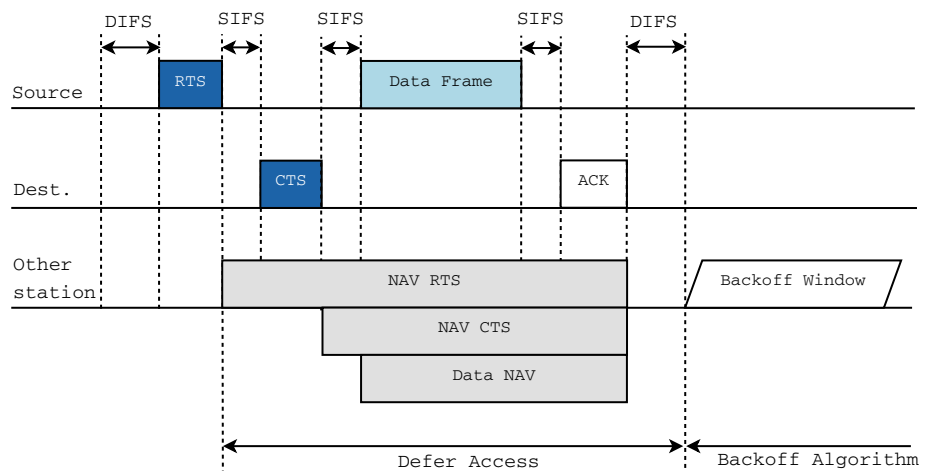 DIFS
SIFS
SIFS
SIFS
DIFS
RTS
Data Frame
Source
CTS
ACK
Dest.
Other
station
NAV RTS
Backoff Window
NAV CTS
Data NAV
Defer Access
Backoff Algorithm